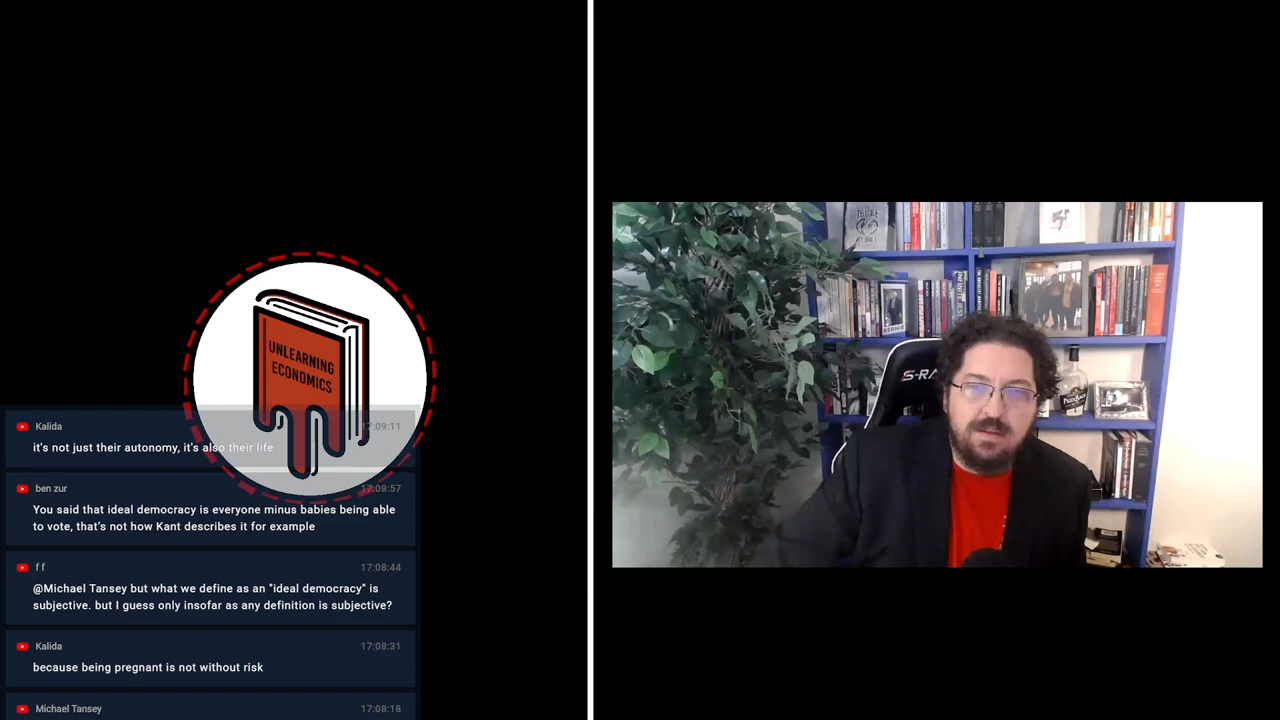 UNLEARNING
ECONOMICS
Kalida
17:09:11
it's not just their autonomy, it's also their life
ben zur
17:08:57
You said that ideal democracy is everyone minus babies being able
to vote, that's not how Kant describes it for example
f f
17:08:44
@Michael Tansey but what we define as an "ideal democracy" is
subjective. but I guess only insofar as any definition is subjective?
Kalida
17:08:31
because being pregnant is not without risk
Michael Tansey
17:08:18
BERNIE
INFINITE JEST
S-RA